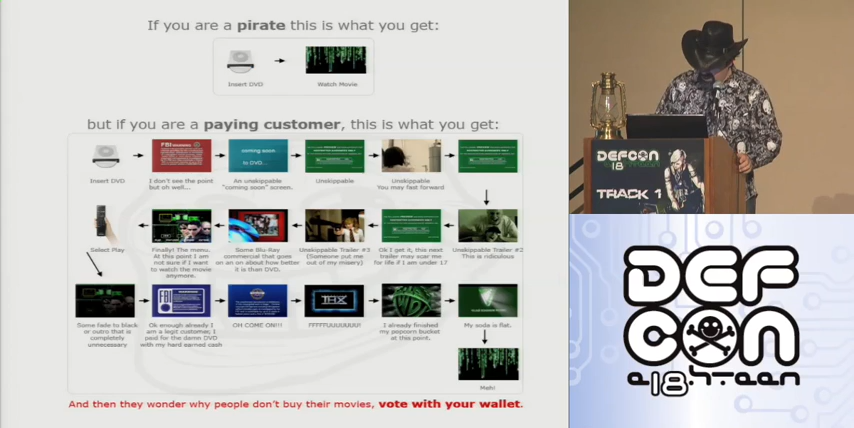 If you are a pirate this is what you get:
Insert DVD
Watch Movie
but if you are a paying customer, this is what you get:
Insert DVD
I don't see the point
but oh well...
coming soon
to DVD...
An unskippable
"coming soon" screen.
Unskippable
Unskippable
You may fast forward
Select Play
Finally! The menu.
At this point I am
not sure if I want
to watch the movie
anymore.
Some Blu-Ray
commercial that goes
on an on about how better
it is than DVD.
Unskippable Trailer #3
(Someone put me
out of my misery)
Ok I get it, this next
trailer may scar me
for life if I am under 17
Unskippable Trailer #2
This is ridiculous
Some fade to black
or outro that is
completely
unnecessary
FBI
Ok enough already I
am a legit customer, I
paid for the damn DVD
with my hard earned cash
OH COME ON!!!
THX
FFFFFUUUUUUU!
I already finished
my popcorn bucket
at this point.
My soda is flat.
Meh!
And then they wonder why people don't buy their movies, vote with your wallet.
DEFCON
18
TRACK 1
DEF
CON
e18h.teen